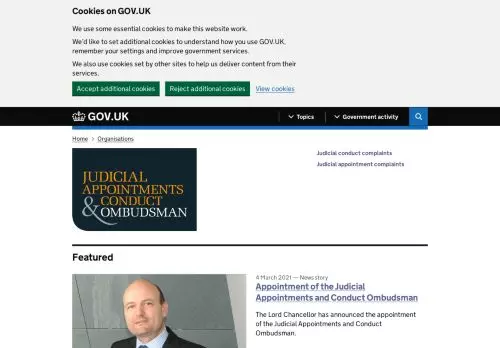 Cookies on GOV.UK
We use some essential cookies to make this website work.
We'd like to set additional cookies to understand how you use GOV.UK,
remember your settings and improve government services.
We also use cookies set by other sites to help us deliver content from their
services.
Accept additional cookies Reject additional cookies View cookies
GOV.UK Topics Government activity
Home Organisations
JUDICIAL
APPOINTMENTS
& CONDUCT
OMBUDSMAN
Judicial conduct complaints
Judicial appointment complaints
Featured
4 March 2021 — News story
Appointment of the Judicial
Appointments and Conduct Ombudsman
The Lord Chancellor has announced the appointment
of the Judicial Appointments and Conduct
Ombudsman.